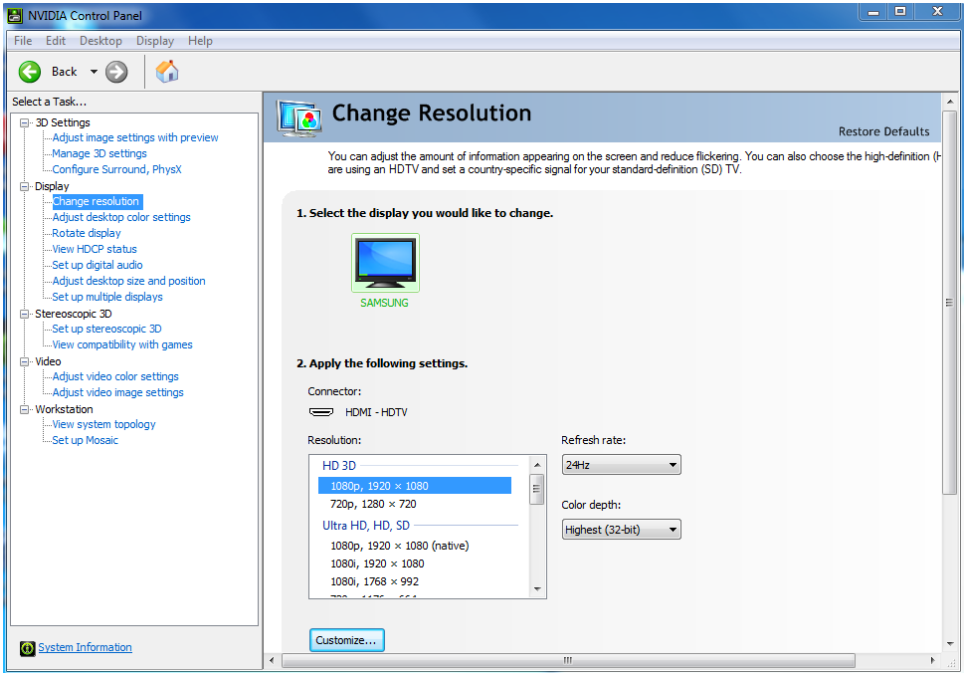 NVIDIA Control Panel
File Edit Desktop Display Help
Back
Select a Task...
3D Settings
Adjust image settings with preview
Manage 3D settings
Configure Surround, PhysX
Display
Change resolution
Adjust desktop color settings
Rotate display
View HDCP status
Set up digital audio
Adjust desktop size and position
Set up multiple displays
Stereoscopic 3D
Set up stereoscopic 3D
View compatibility with games
Video
Adjust video color settings
Adjust video image settings
Workstation
View system topology
Set up Mosaic
System Information
Change Resolution
Restore Defaults
You can adjust the amount of information appearing on the screen and reduce flickering. You can also choose the high-definition (H
are using an HDTV and set a country-specific signal for your standard-definition (SD) TV.
1. Select the display you would like to change.
SAMSUNG
2. Apply the following settings.
Connector:
HDMI - HDTV
Resolution:
HD 3D
1080p, 1920 × 1080
720p, 1280 × 720
Ultra HD, HD, SD
1080p, 1920 × 1080 (native)
1080i, 1920 × 1080
1080i, 1768 × 992
Refresh rate:
24Hz
Color depth:
Highest (32-bit)
Customize...